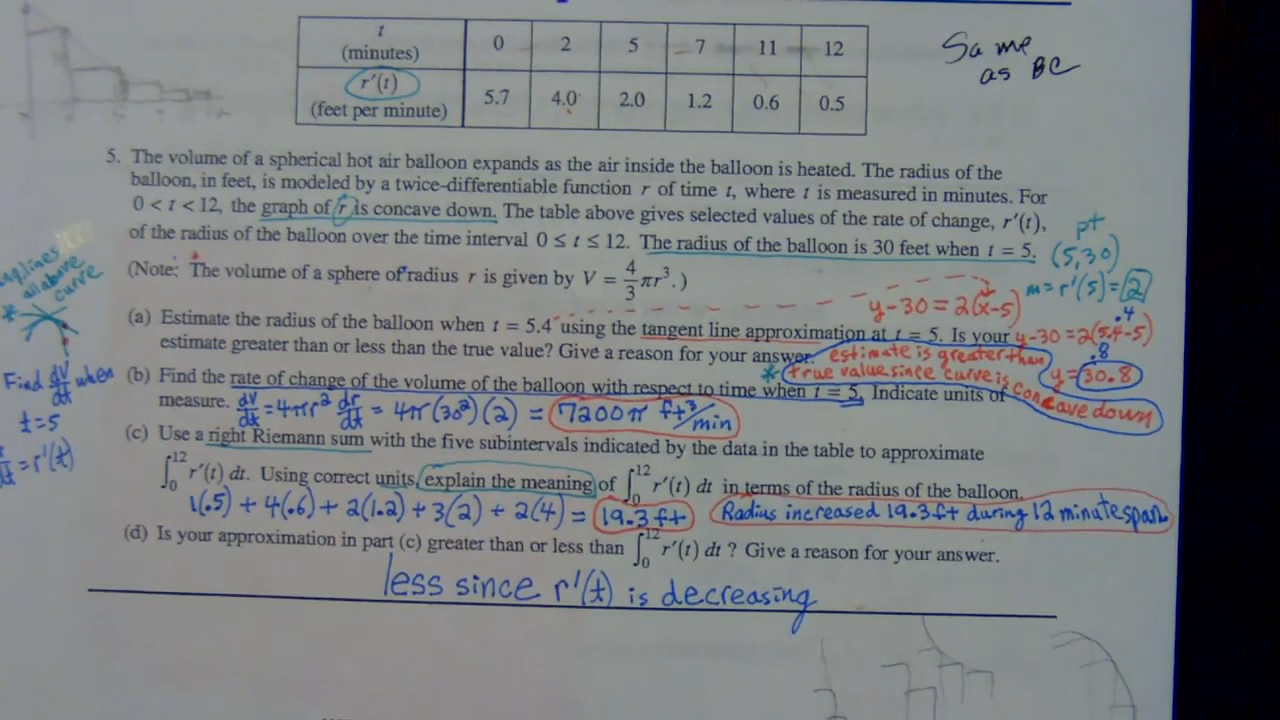 t (minutes) 0 2 5 7 11 12
r'(t) (feet per minute) 5.7 4.0 2.0 1.2 0.6 0.5
Same
as BC
5. The volume of a spherical hot air balloon expands as the air inside the balloon is heated. The radius of the
balloon, in feet, is modeled by a twice-differentiable function r of time t, where t is measured in minutes. For
0 < t < 12, the graph of r is concave down. The table above gives selected values of the rate of change, r'(t),
of the radius of the balloon over the time interval 0 ≤ t ≤ 12. The radius of the balloon is 30 feet when t = 5.
pt
(5,30)
m = r'(5) = 2
(Note: The volume of a sphere of radius r is given by V = 4/3 πr³.)
y-30 = 2(x-5)
lines
all above
curve
(a) Estimate the radius of the balloon when t = 5.4 using the tangent line approximation at t = 5. Is your
estimate greater than or less than the true value? Give a reason for your answer.
.4
y-30 = 2(5.4-5)
.8
y = 30.8
estimate is greater than
* true value since curve is concave down
Find dV/dt when
t = 5
= r'(t)
(b) Find the rate of change of the volume of the balloon with respect to time when t = 5. Indicate units of
measure.
dV/dt = 4πr² dr/dt = 4π(30²)(2) = 7200π ft³/min
(c) Use a right Riemann sum with the five subintervals indicated by the data in the table to approximate
∫₀¹² r'(t) dt. Using correct units, explain the meaning of ∫₀¹² r'(t) dt in terms of the radius of the balloon.
1(.5) + 4(.6) + 2(1.2) + 3(2) + 2(4) = 19.3 ft
Radius increased 19.3 ft during 12 minute span.
(d) Is your approximation in part (c) greater than or less than ∫₀¹² r'(t) dt ? Give a reason for your answer.
less since r'(t) is decreasing